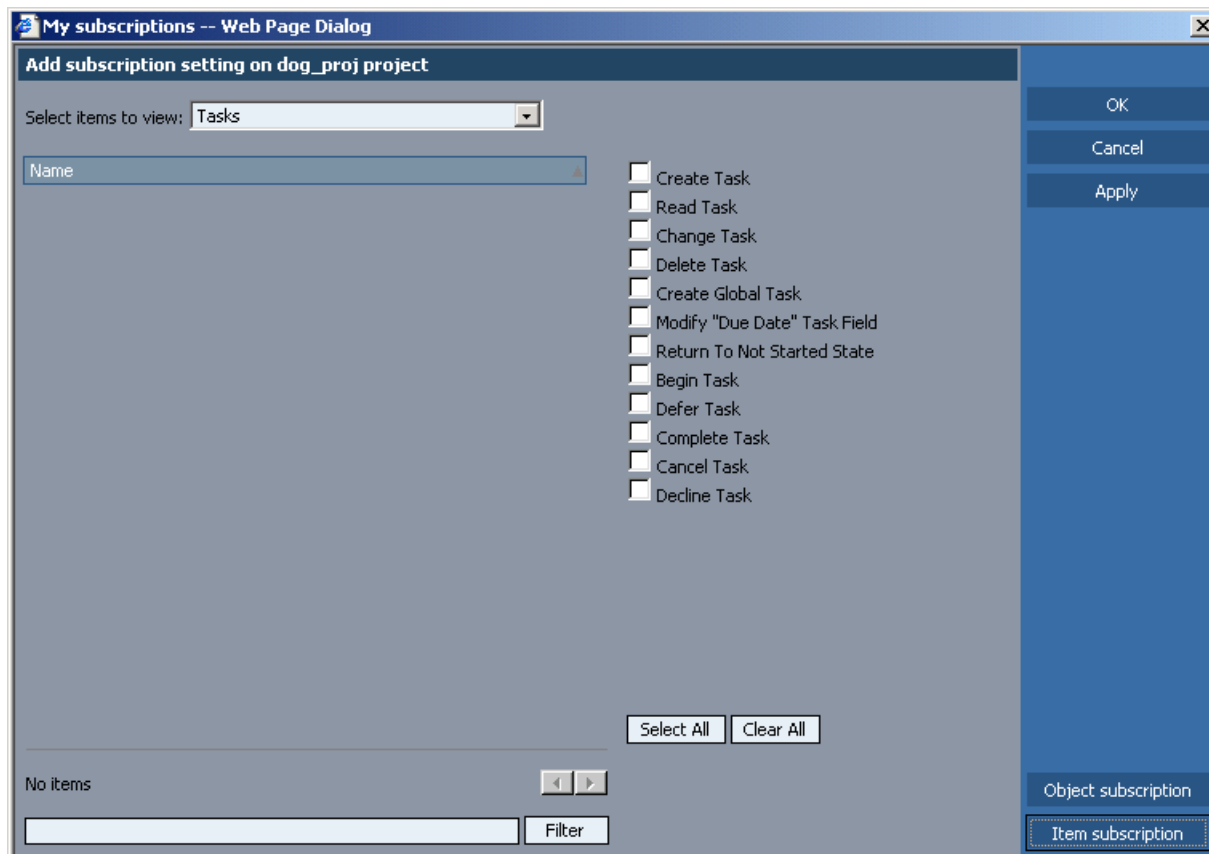 My subscriptions -- Web Page Dialog
Add subscription setting on dog_proj project
Select items to view: Tasks
OK
Cancel
Apply
Name
Create Task
Read Task
Change Task
Delete Task
Create Global Task
Modify "Due Date" Task Field
Return To Not Started State
Begin Task
Defer Task
Complete Task
Cancel Task
Decline Task
Select All Clear All
No items
Filter
Object subscription
Item subscription